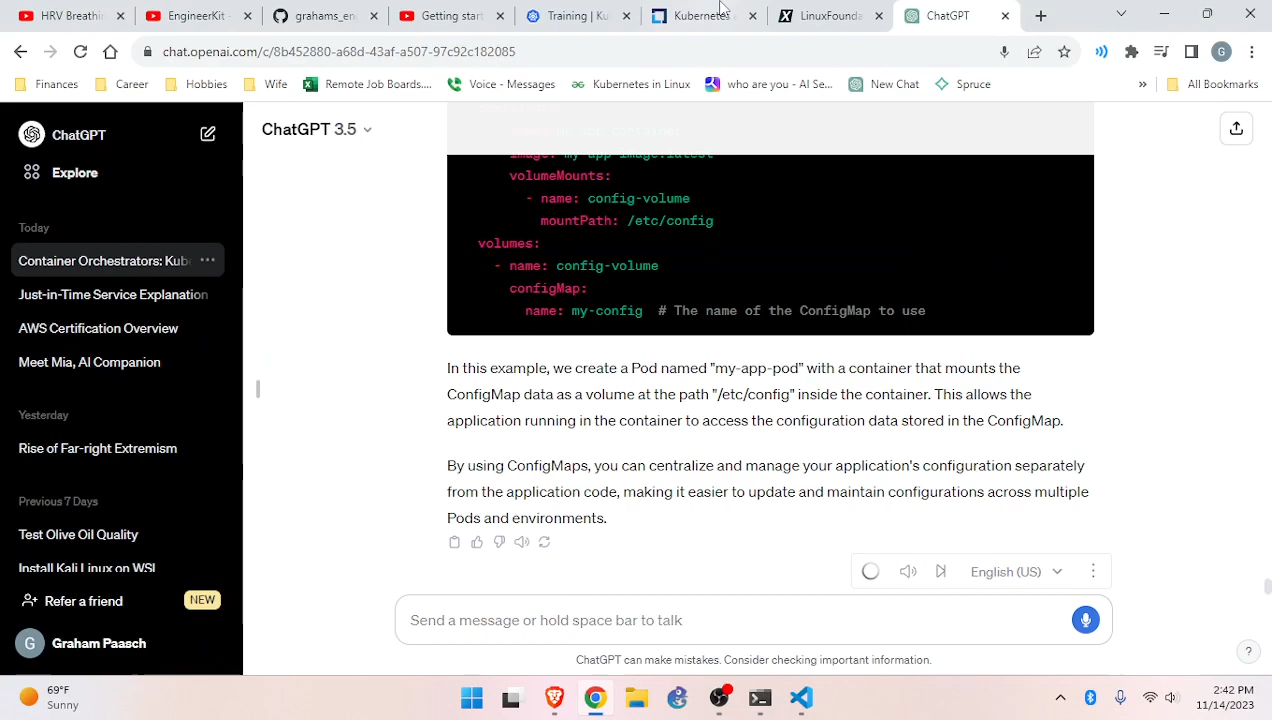 HRV Breathi
EngineerKit -
grahams_en
Getting start
Training | Ku
Kubernetes a
LinuxFounda
ChatGPT
chat.openai.com/c/8b452880-a68d-43af-a507-97c92c182085
G
Finances
Career
Hobbies
Wife
Remote Job Boards....
Voice - Messages
Kubernetes in Linux
who are you - AI Se...
New Chat
Spruce
»
All Bookmarks
ChatGPT
Explore
Today
Container Orchestrators: Kub
Just-in-Time Service Explanation
AWS Certification Overview
Meet Mia, AI Companion
Yesterday
Rise of Far-right Extremism
Previous 7 Days
Test Olive Oil Quality
Install Kali Linux on WSL
Refer a friend
NEW
G
Graham Paasch
ChatGPT 3.5
image: my-app-image:latest
volumeMounts:
- name: config-volume
mountPath: /etc/config
volumes:
- name: config-volume
configMap:
name: my-config # The name of the ConfigMap to use
In this example, we create a Pod named "my-app-pod" with a container that mounts the
ConfigMap data as a volume at the path "/etc/config" inside the container. This allows the
application running in the container to access the configuration data stored in the ConfigMap.
By using ConfigMaps, you can centralize and manage your application's configuration separately
from the application code, making it easier to update and maintain configurations across multiple
Pods and environments.
English (US)
Send a message or hold space bar to talk
ChatGPT can make mistakes. Consider checking important information.
?
69°F
Sunny
2:42 PM
11/14/2023